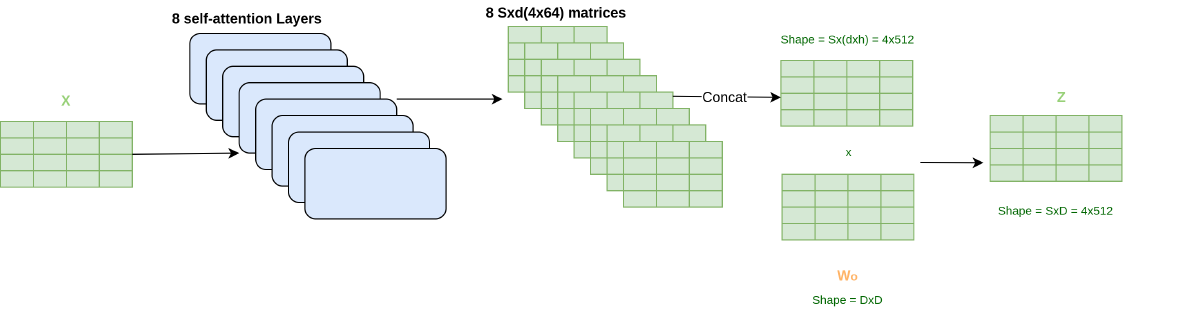 8 self-attention Layers
8 Sxd(4x64) matrices
Shape = Sx(dxh) = 4x512
X
Concat
Z
x
Shape = SxD = 4x512
Wo
Shape = DxD